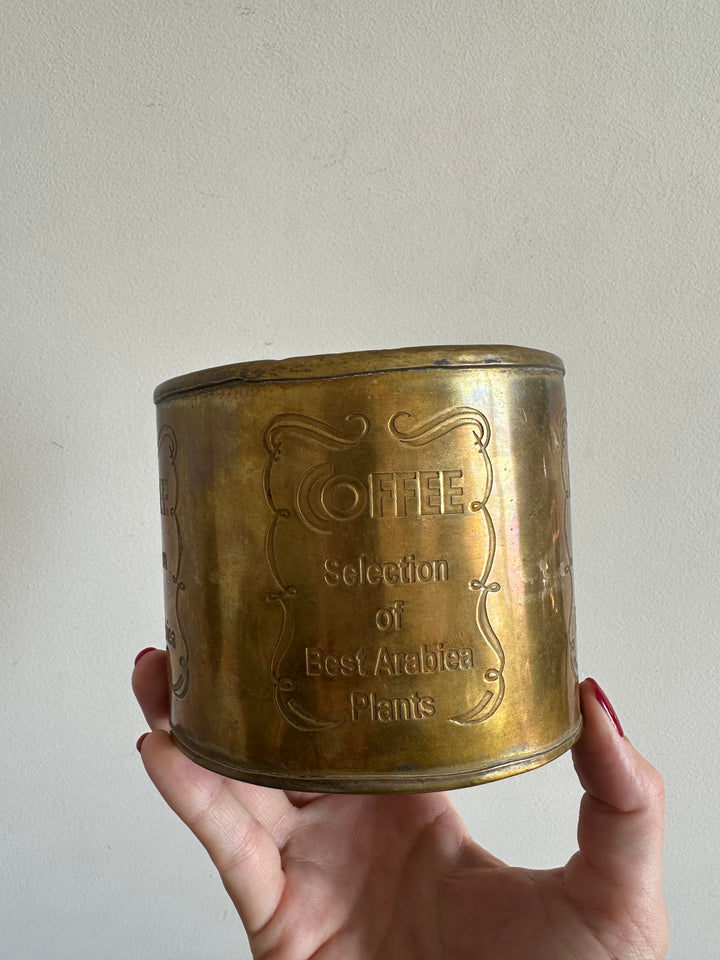 COFFEE
Selection
of
Best Arabiea
Plants